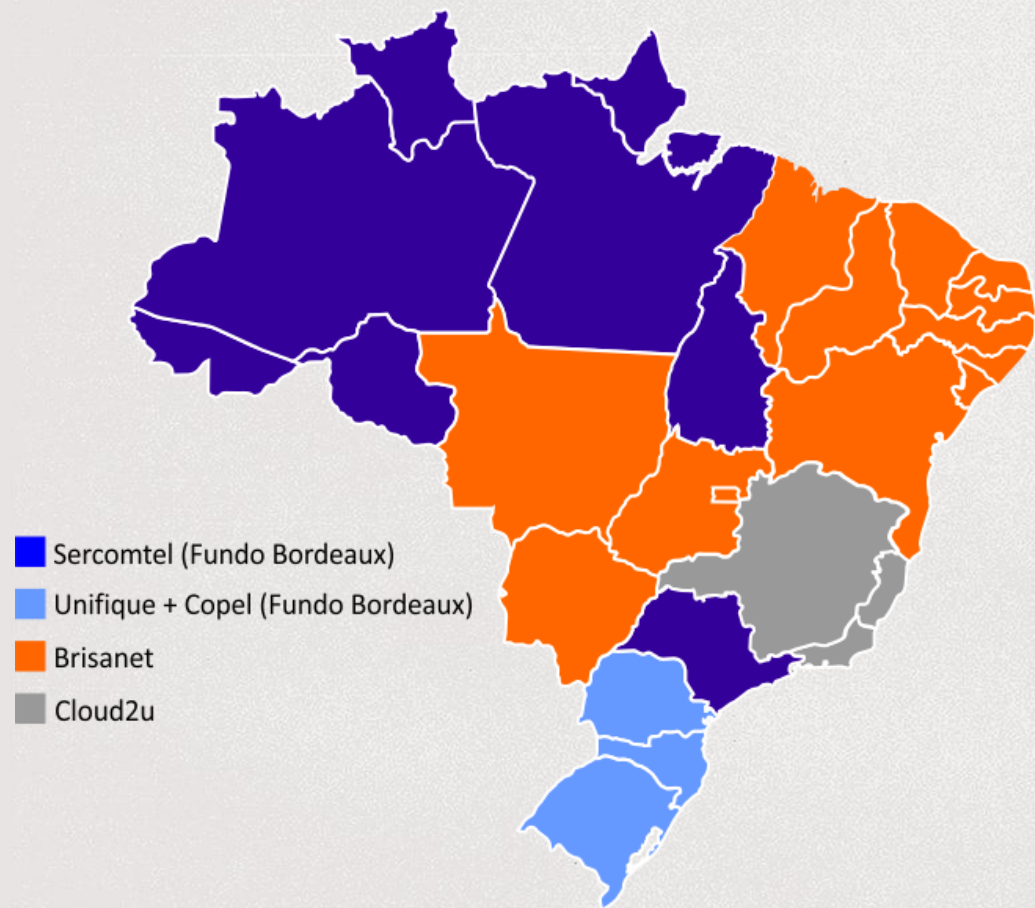 Sercomtel (Fundo Bordeaux)
Unifique + Copel (Fundo Bordeaux)
Brisanet
Cloud2u